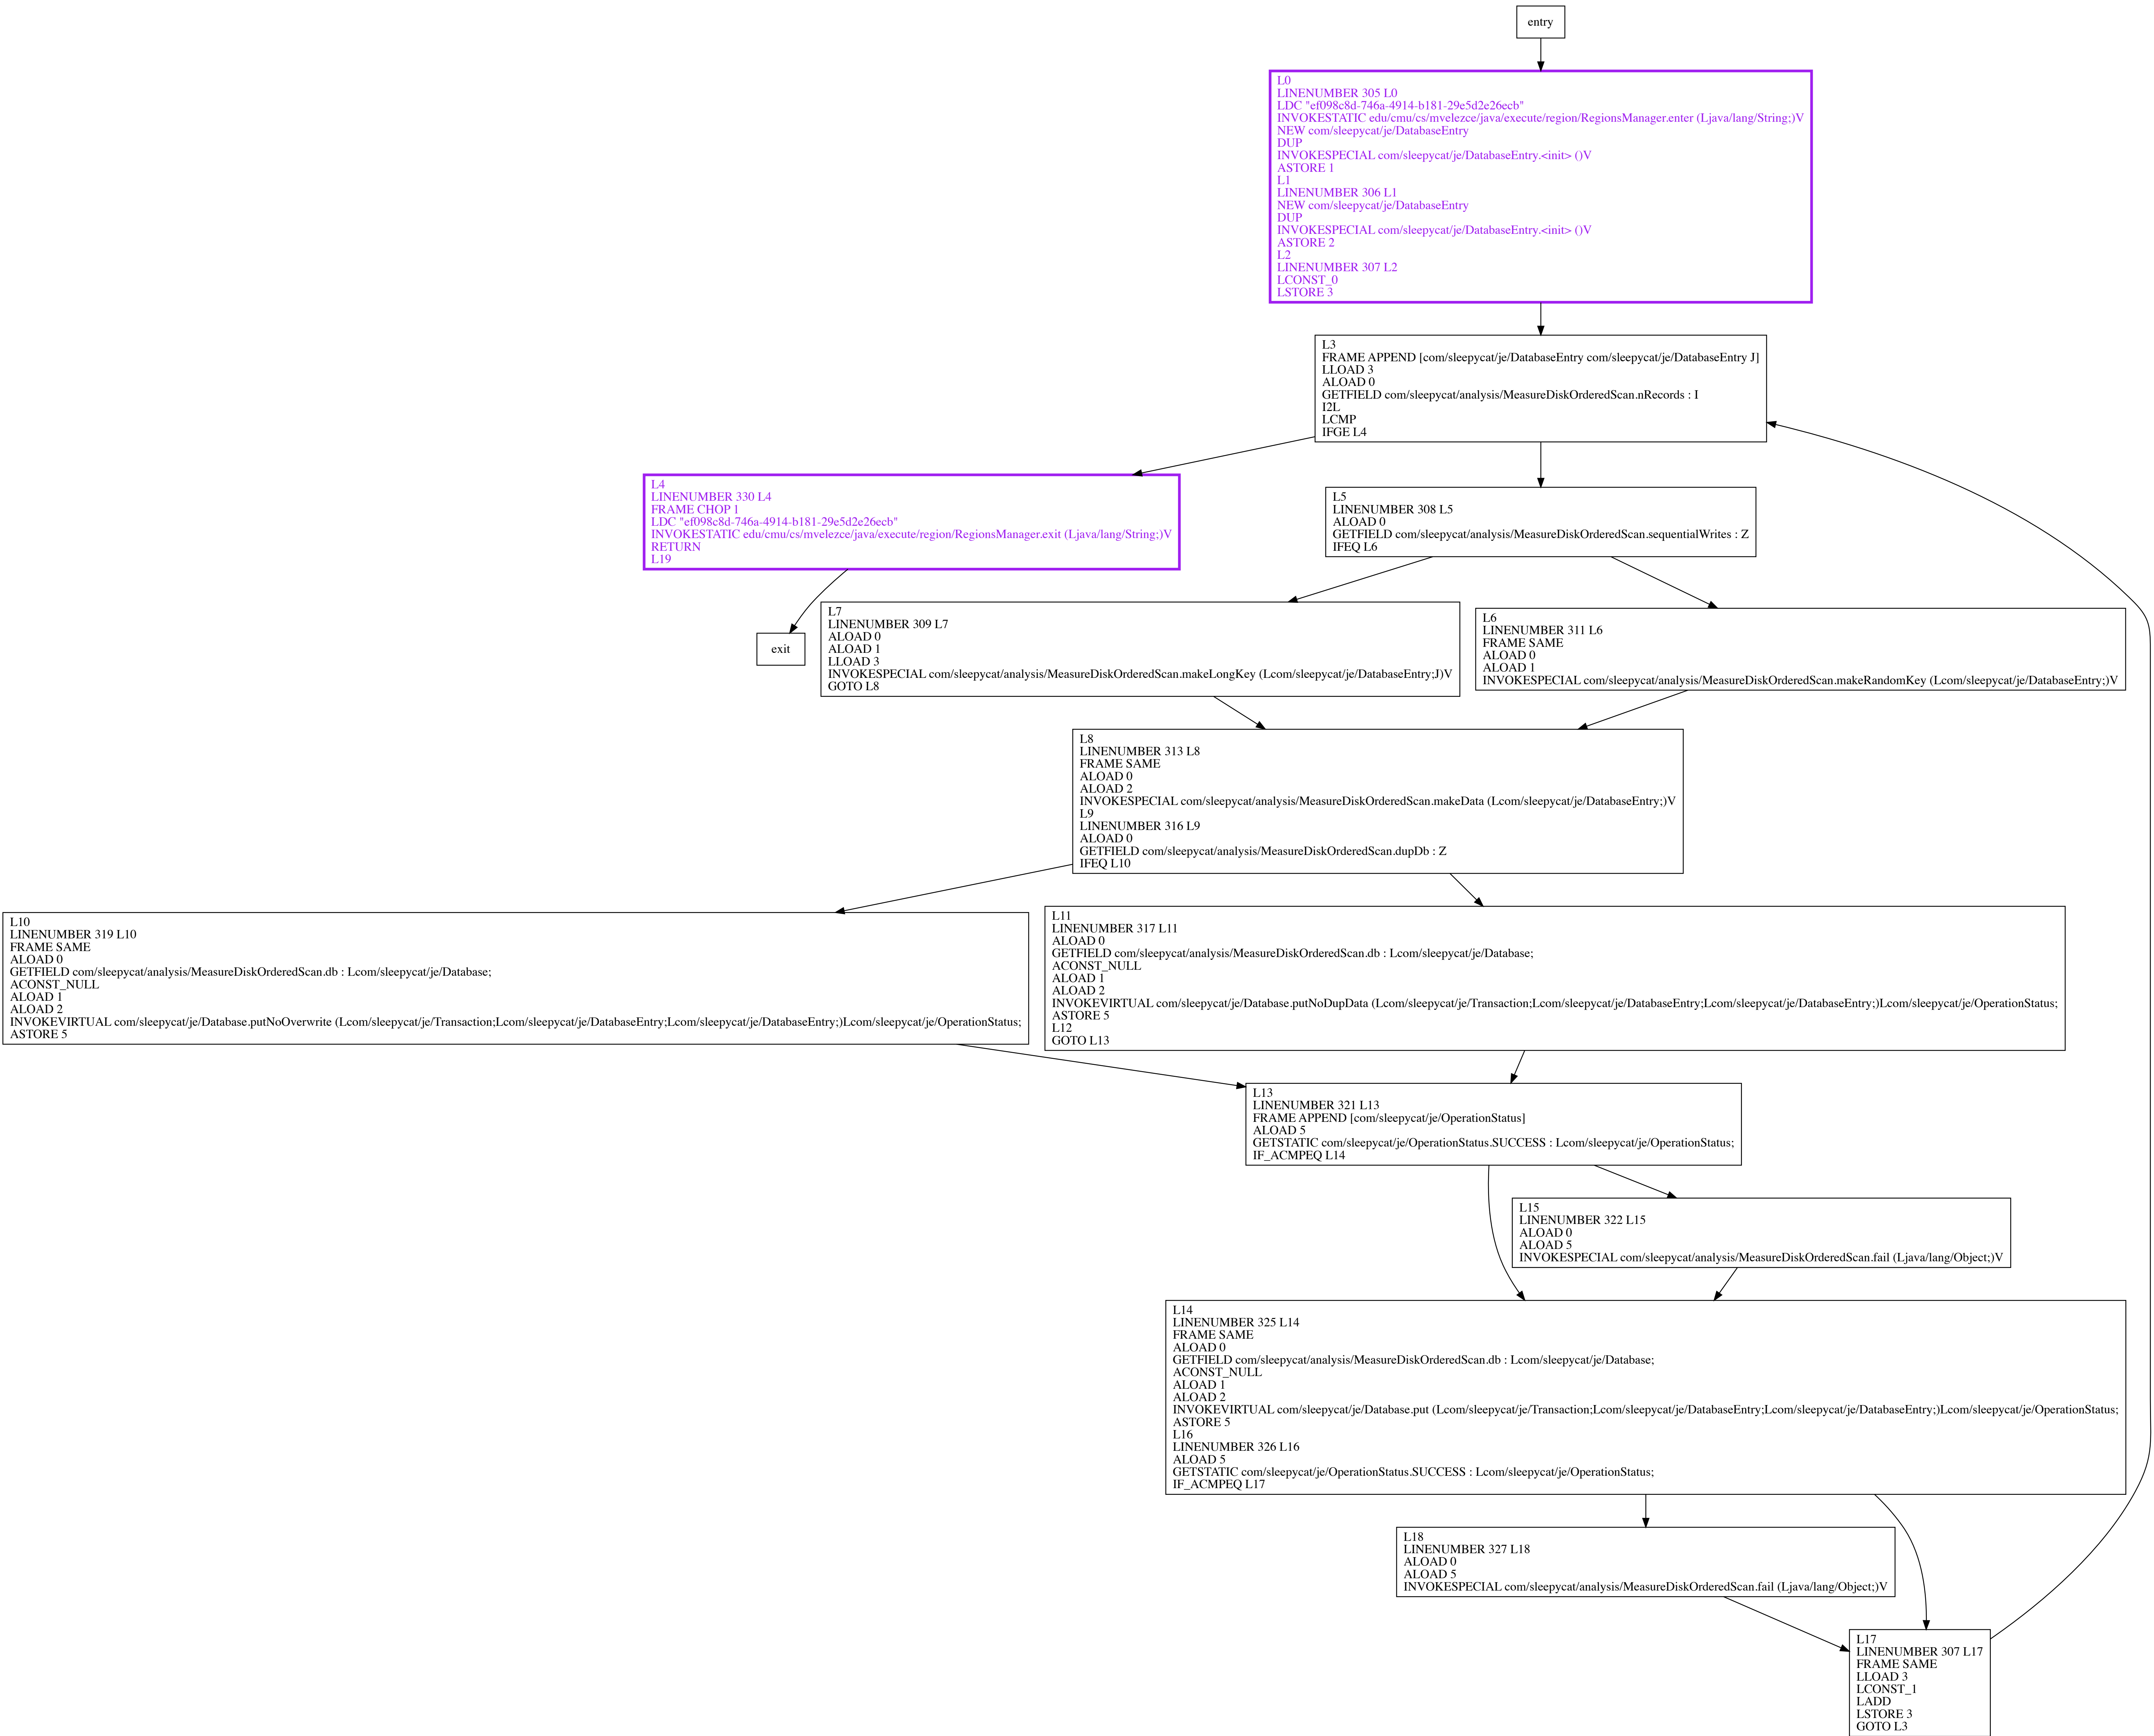 entry
L0
LINENUMBER 305 L0
LDC "ef098c8d-746a-4914-b181-29e5d2e26ecb"
INVOKESTATIC edu/cmu/cs/mvelezce/java/execute/region/RegionsManager.enter (Ljava/lang/String;)V
NEW com/sleepycat/je/DatabaseEntry
DUP
INVOKESPECIAL com/sleepycat/je/DatabaseEntry.<init> ()V
ASTORE 1
L1
LINENUMBER 306 L1
NEW com/sleepycat/je/DatabaseEntry
DUP
INVOKESPECIAL com/sleepycat/je/DatabaseEntry.<init> ()V
ASTORE 2
L2
LINENUMBER 307 L2
LCONST_0
LSTORE 3
L3
FRAME APPEND [com/sleepycat/je/DatabaseEntry com/sleepycat/je/DatabaseEntry J]
LLOAD 3
ALOAD 0
GETFIELD com/sleepycat/analysis/MeasureDiskOrderedScan.nRecords : I
I2L
LCMP
IFGE L4
L4
LINENUMBER 330 L4
FRAME CHOP 1
LDC "ef098c8d-746a-4914-b181-29e5d2e26ecb"
INVOKESTATIC edu/cmu/cs/mvelezce/java/execute/region/RegionsManager.exit (Ljava/lang/String;)V
RETURN
L19
L5
LINENUMBER 308 L5
ALOAD 0
GETFIELD com/sleepycat/analysis/MeasureDiskOrderedScan.sequentialWrites : Z
IFEQ L6
exit
L7
LINENUMBER 309 L7
ALOAD 0
ALOAD 1
LLOAD 3
INVOKESPECIAL com/sleepycat/analysis/MeasureDiskOrderedScan.makeLongKey (Lcom/sleepycat/je/DatabaseEntry;J)V
GOTO L8
L6
LINENUMBER 311 L6
FRAME SAME
ALOAD 0
ALOAD 1
INVOKESPECIAL com/sleepycat/analysis/MeasureDiskOrderedScan.makeRandomKey (Lcom/sleepycat/je/DatabaseEntry;)V
L8
LINENUMBER 313 L8
FRAME SAME
ALOAD 0
ALOAD 2
INVOKESPECIAL com/sleepycat/analysis/MeasureDiskOrderedScan.makeData (Lcom/sleepycat/je/DatabaseEntry;)V
L9
LINENUMBER 316 L9
ALOAD 0
GETFIELD com/sleepycat/analysis/MeasureDiskOrderedScan.dupDb : Z
IFEQ L10
L10
LINENUMBER 319 L10
FRAME SAME
ALOAD 0
GETFIELD com/sleepycat/analysis/MeasureDiskOrderedScan.db : Lcom/sleepycat/je/Database;
ACONST_NULL
ALOAD 1
ALOAD 2
INVOKEVIRTUAL com/sleepycat/je/Database.putNoOverwrite (Lcom/sleepycat/je/Transaction;Lcom/sleepycat/je/DatabaseEntry;Lcom/sleepycat/je/DatabaseEntry;)Lcom/sleepycat/je/OperationStatus;
ASTORE 5
L11
LINENUMBER 317 L11
ALOAD 0
GETFIELD com/sleepycat/analysis/MeasureDiskOrderedScan.db : Lcom/sleepycat/je/Database;
ACONST_NULL
ALOAD 1
ALOAD 2
INVOKEVIRTUAL com/sleepycat/je/Database.putNoDupData (Lcom/sleepycat/je/Transaction;Lcom/sleepycat/je/DatabaseEntry;Lcom/sleepycat/je/DatabaseEntry;)Lcom/sleepycat/je/OperationStatus;
ASTORE 5
L12
GOTO L13
L13
LINENUMBER 321 L13
FRAME APPEND [com/sleepycat/je/OperationStatus]
ALOAD 5
GETSTATIC com/sleepycat/je/OperationStatus.SUCCESS : Lcom/sleepycat/je/OperationStatus;
IF_ACMPEQ L14
L15
LINENUMBER 322 L15
ALOAD 0
ALOAD 5
INVOKESPECIAL com/sleepycat/analysis/MeasureDiskOrderedScan.fail (Ljava/lang/Object;)V
L14
LINENUMBER 325 L14
FRAME SAME
ALOAD 0
GETFIELD com/sleepycat/analysis/MeasureDiskOrderedScan.db : Lcom/sleepycat/je/Database;
ACONST_NULL
ALOAD 1
ALOAD 2
INVOKEVIRTUAL com/sleepycat/je/Database.put (Lcom/sleepycat/je/Transaction;Lcom/sleepycat/je/DatabaseEntry;Lcom/sleepycat/je/DatabaseEntry;)Lcom/sleepycat/je/OperationStatus;
ASTORE 5
L16
LINENUMBER 326 L16
ALOAD 5
GETSTATIC com/sleepycat/je/OperationStatus.SUCCESS : Lcom/sleepycat/je/OperationStatus;
IF_ACMPEQ L17
L18
LINENUMBER 327 L18
ALOAD 0
ALOAD 5
INVOKESPECIAL com/sleepycat/analysis/MeasureDiskOrderedScan.fail (Ljava/lang/Object;)V
L17
LINENUMBER 307 L17
FRAME SAME
LLOAD 3
LCONST_1
LADD
LSTORE 3
GOTO L3